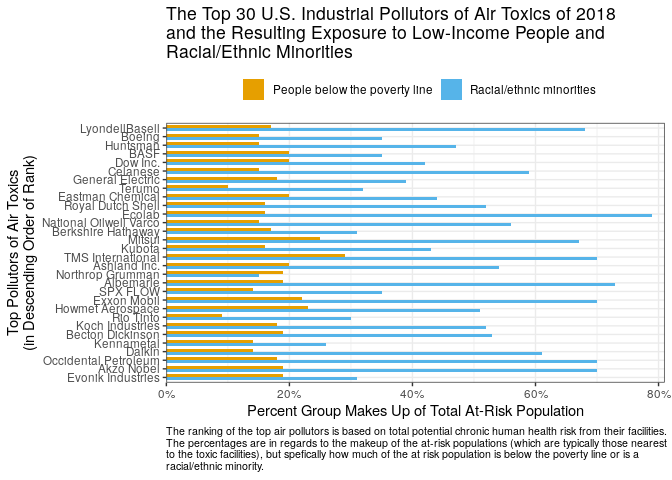 The Top 30 U.S. Industrial Pollutors of Air Toxics of 2018
and the Resulting Exposure to Low-Income People and
Racial/Ethnic Minorities
People below the poverty line
Racial/ethnic minorities
Top Pollutors of Air Toxics
(in Descending Order of Rank)
LyondellBasell
Boeing
Huntsman
BASF
Dow Inc.
Celanese
General Electric
Terumo
Eastman Chemical
Royal Dutch Shell
Ecolab
National Oilwell Varco
Berkshire Hathaway
Mitsui
Kubota
TMS International
Ashland Inc.
Northrop Grumman
Albemarle
SPX FLOW
Exxon Mobil
Howmet Aerospace
Rio Tinto
Koch Industries
Becton Dickinson
Kennametal
Daikin
Occidental Petroleum
Akzo Nobel
Evonik Industries
0%
20%
40%
60%
80%
Percent Group Makes Up of Total At-Risk Population
The ranking of the top air pollutors is based on total potential chronic human health risk from their facilities.
The percentages are in regards to the makeup of the at-risk populations (which are typically those nearest
to the toxic facilities), but spefically how much of the at risk population is below the poverty line or is a
racial/ethnic minority.